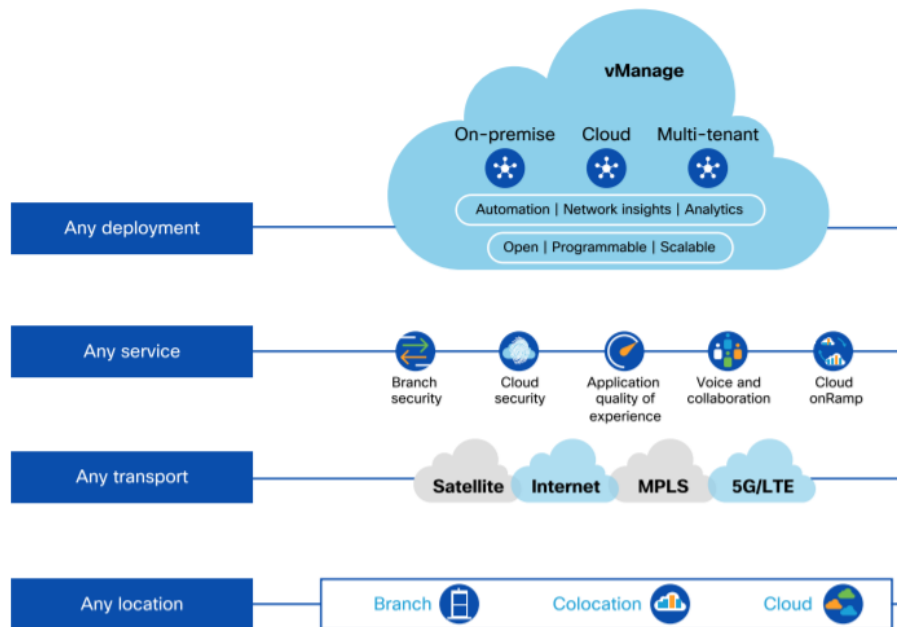 vManage
On-premise Cloud Multi-tenant
Automation | Network insights | Analytics
Any deployment
Open | Programmable | Scalable
Any service
Branch
security
Cloud
security
Application
quality of
experience
Voice and
collaboration
Cloud
onRamp
Any transport
Satellite Internet MPLS 5G/LTE
Any location
Branch Colocation Cloud